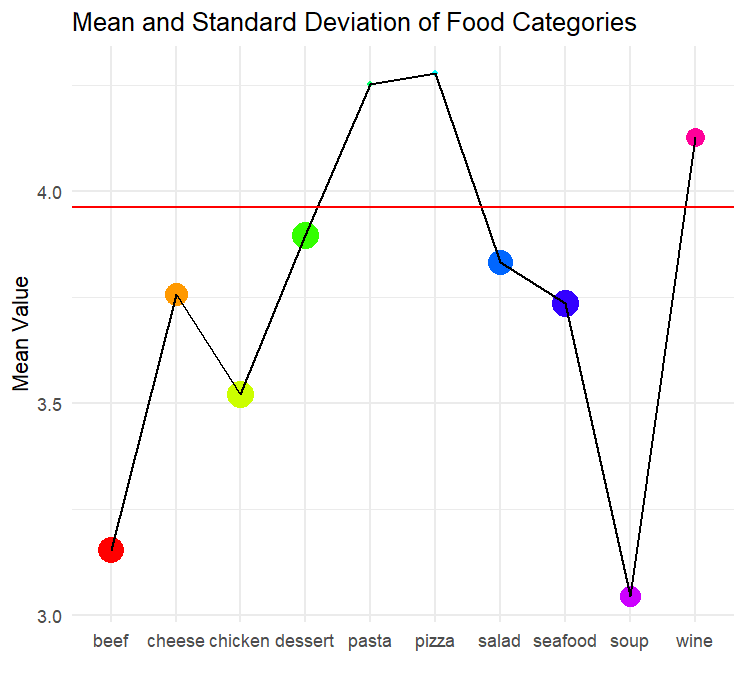 Mean and Standard Deviation of Food Categories
Mean Value
4.0
3.5
3.0
beef cheese chicken dessert pasta pizza salad seafood soup wine